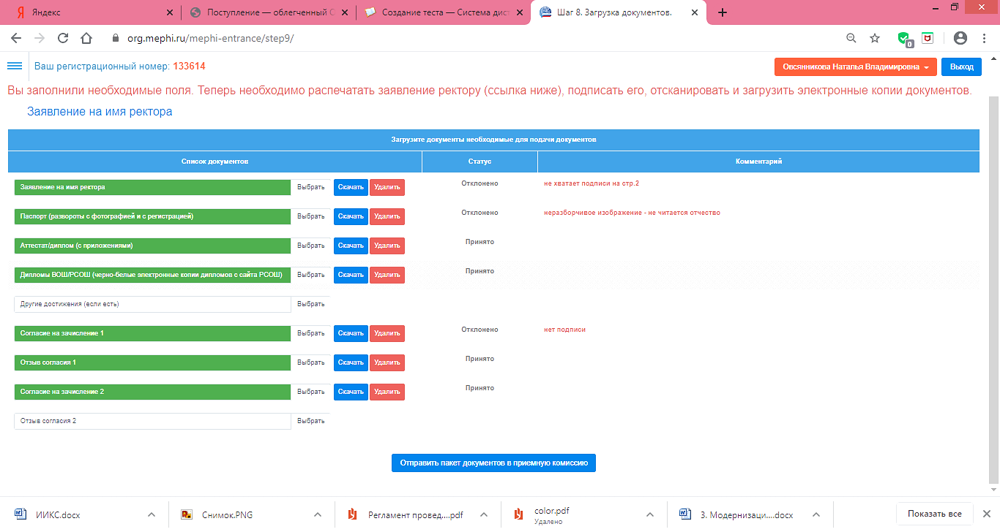 Яндекс
Поступление — облегченный С
Создание теста — Система дист
Шаг 8. Загрузка документов.
org.mephi.ru/mephi-entrance/step9/
0
Ваш регистрационный номер: 133614
Овсянникова Наталья Владимировна
Выход
Вы заполнили необходимые поля. Теперь необходимо распечатать заявление ректору (ссылка ниже), подписать его, отсканировать и загрузить электронные копии документов.
Заявление на имя ректора
Загрузите документы необходимые для подачи документов
Список документов Статус Комментарий
Заявление на имя ректора Выбрать Скачать Удалить Отклонено не хватает подписи на стр.2
Паспорт (развороты с фотографией и с регистрацией) Выбрать Скачать Удалить Отклонено неразборчивое изображение - не читается отчество
Аттестат/диплом (с приложениями) Выбрать Скачать Удалить Принято
Дипломы ВОШ/РСОШ (черно-белые электронные копии дипломов с сайта РСОШ) Выбрать Скачать Удалить Принято
Другие достижения (если есть) Выбрать
Согласие на зачисление 1 Выбрать Скачать Удалить Отклонено нет подписи
Отзыв согласия 1 Выбрать Скачать Удалить Принято
Согласие на зачисление 2 Выбрать Скачать Удалить Принято
Отзыв согласия 2 Выбрать
Отправить пакет документов в приемную комиссию
ИИКС.docx
Снимок.PNG
Регламент провед....pdf
color.pdf
Удалено
3. Модернизаци....docx
Показать все